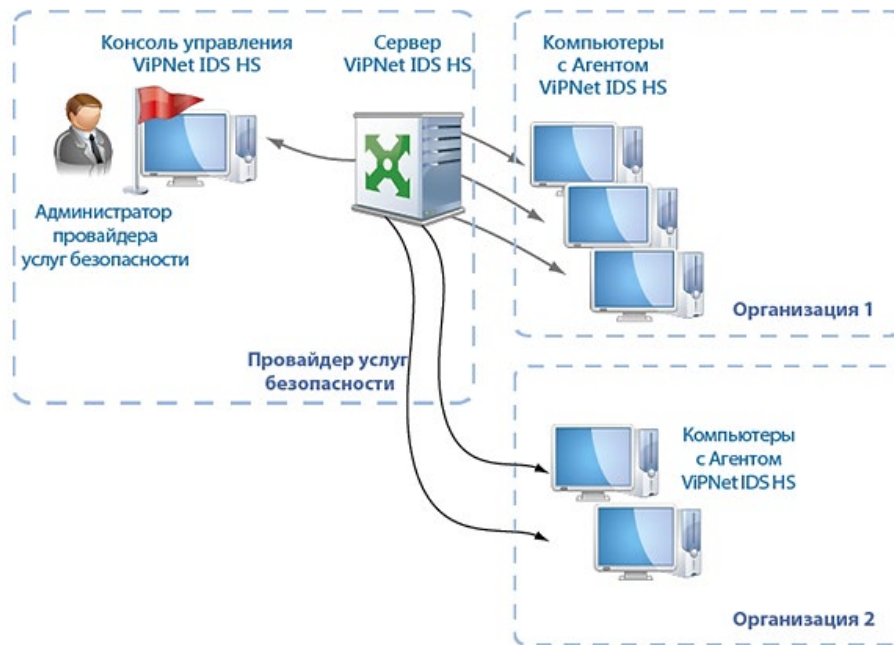 Консоль управления
ViPNet IDS HS
Сервер
ViPNet IDS HS
Компьютеры
с Агентом
ViPNet IDS HS
Администратор
провайдера
услуг безопасности
Организация 1
Провайдер услуг
безопасности
Компьютеры
с Агентом
ViPNet IDS HS
Организация 2